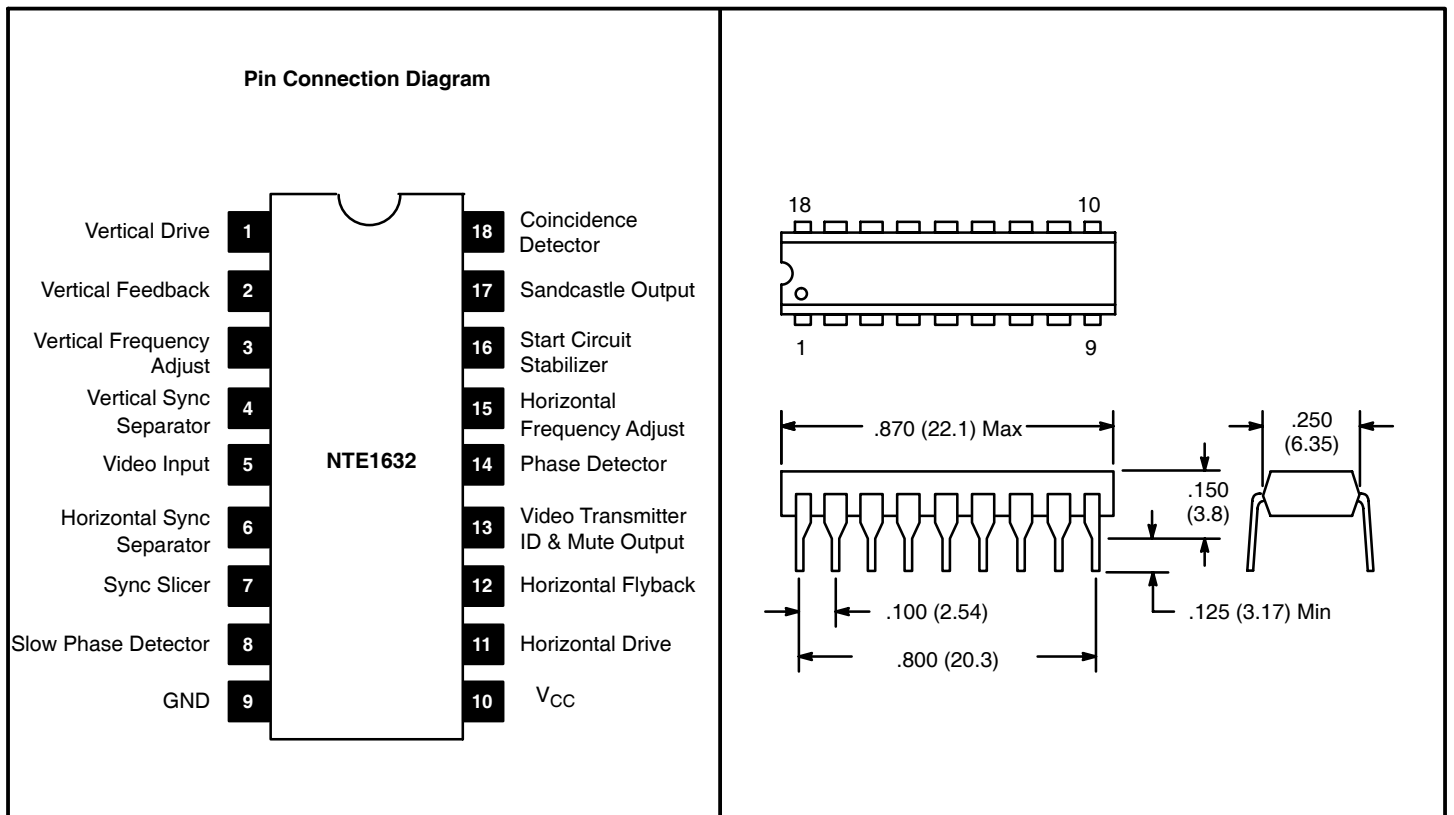 Pin Connection Diagram
Vertical Drive
1
Vertical Feedback
2
Vertical Frequency
Adjust
3
Vertical Sync
Separator
4
Video Input
5
Horizontal Sync
Separator
6
Sync Slicer
7
Slow Phase Detector
8
GND
9
NTE1632
18
Coincidence
Detector
17
Sandcastle Output
16
Start Circuit
Stabilizer
15
Horizontal
Frequency Adjust
14
Phase Detector
13
Video Transmitter
ID & Mute Output
12
Horizontal Flyback
11
Horizontal Drive
10
VCC
18
10
1
9
.870 (22.1) Max
.250
(6.35)
.150
(3.8)
.100 (2.54)
.125 (3.17) Min
.800 (20.3)